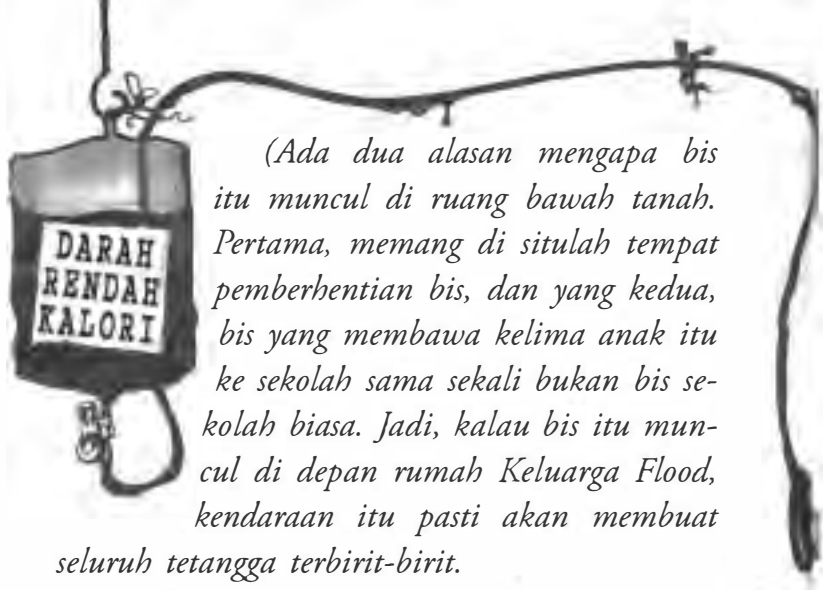 DARAH
RENDAH
KALORI
(Ada dua alasan mengapa bis
itu muncul di ruang bawah tanah.
Pertama, memang di situlah tempat
pemberhentian bis, dan yang kedua,
bis yang membawa kelima anak itu
ke sekolah sama sekali bukan bis se-
kolah biasa. Jadi, kalau bis itu mun-
cul di depan rumah Keluarga Flood,
kendaraan itu pasti akan membuat
seluruh tetangga terbirit-birit.